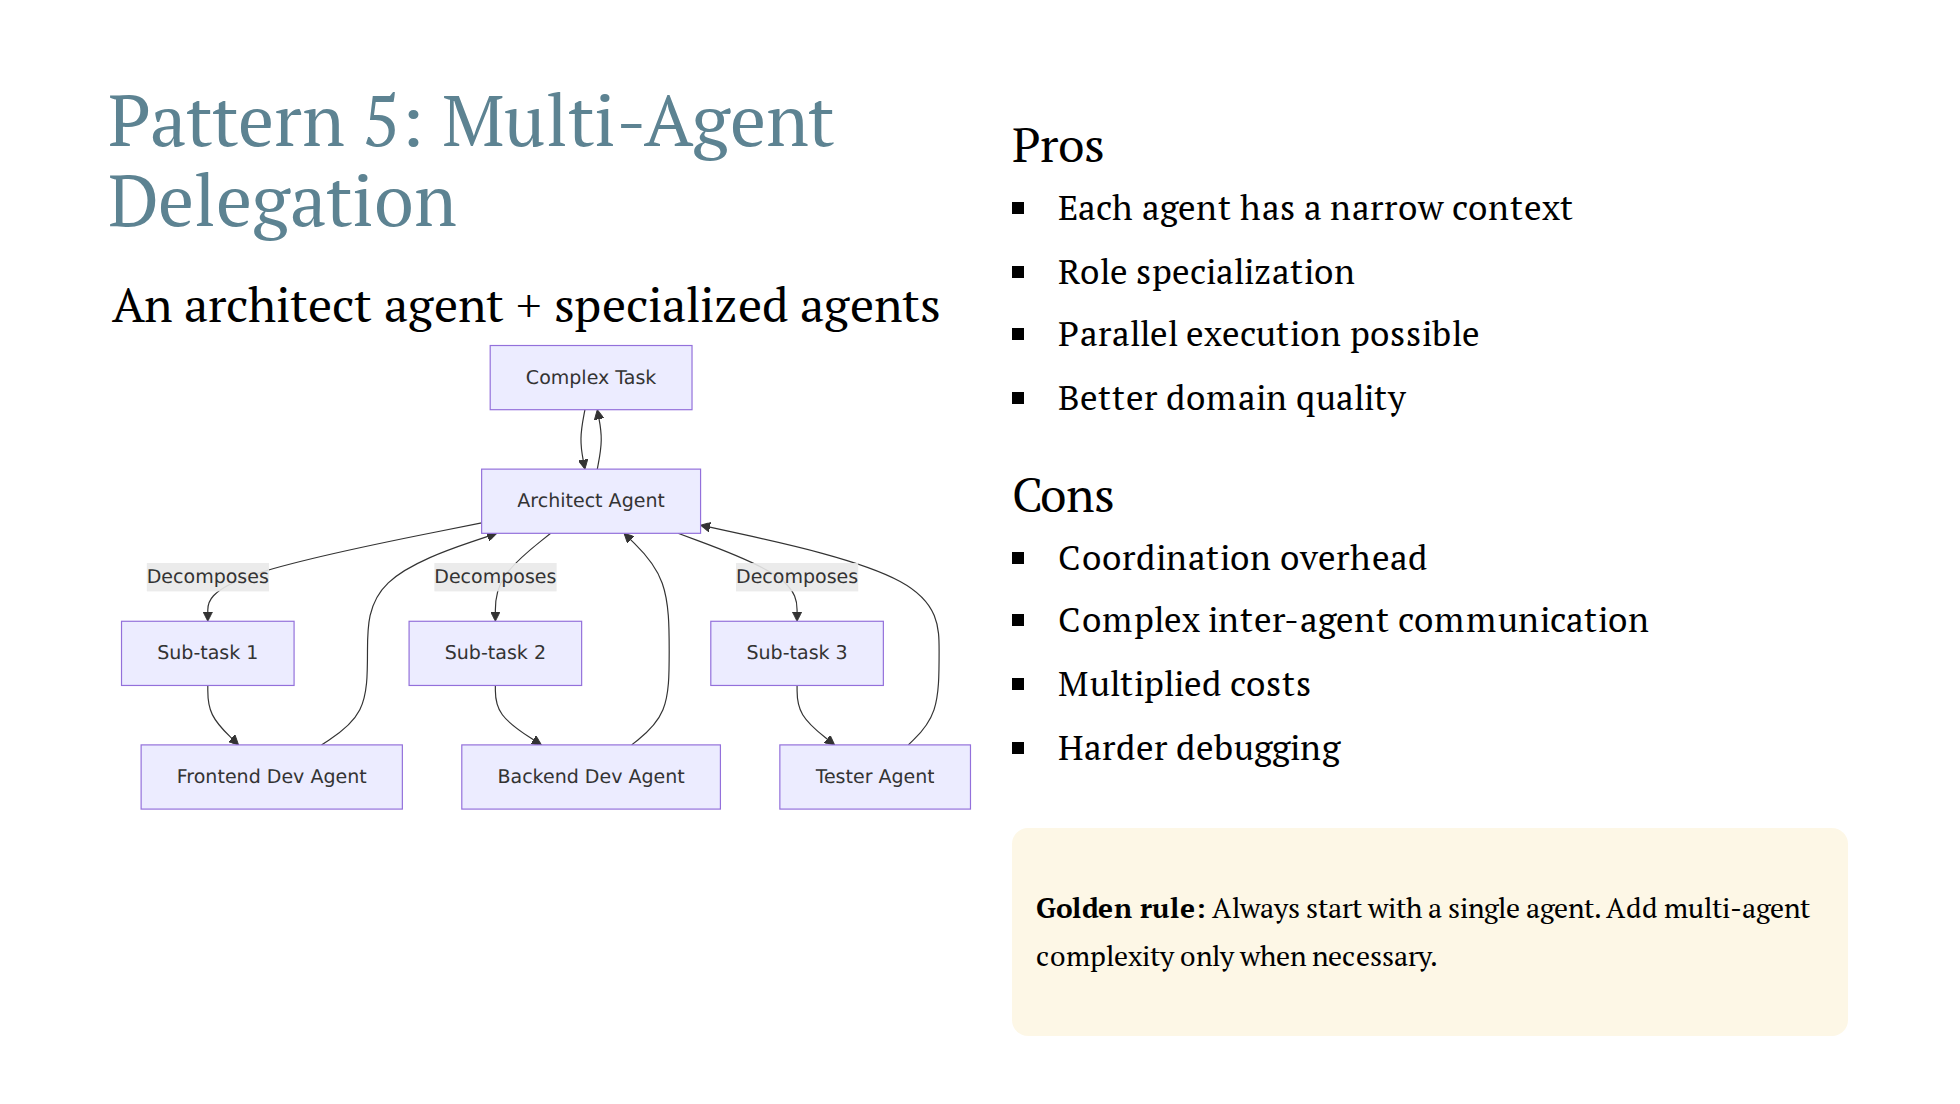 Pattern 5: Multi-Agent
Delegation
An architect agent + specialized agents
Complex Task
Architect Agent
Decomposes
Decomposes
Decomposes
Sub-task 1
Sub-task 2
Sub-task 3
Frontend Dev Agent
Backend Dev Agent
Tester Agent
Pros
Each agent has a narrow context
Role specialization
Parallel execution possible
Better domain quality
Cons
Coordination overhead
Complex inter-agent communication
Multiplied costs
Harder debugging
Golden rule: Always start with a single agent. Add multi-agent
complexity only when necessary.